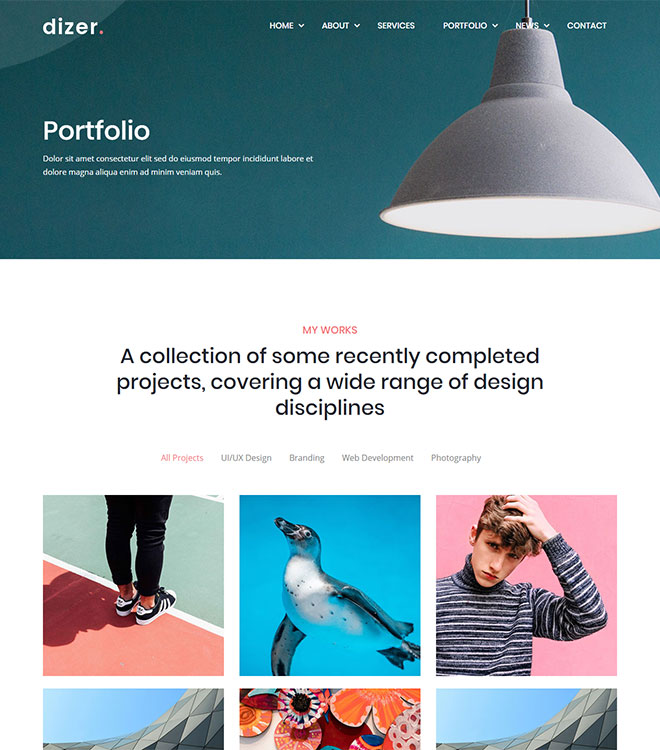 dizer.
HOME ABOUT SERVICES PORTFOLIO NEWS CONTACT
Portfolio
Dolor sit amet consectetur elit sed do eiusmod tempor incididunt labore et
dolore magna aliqua enim ad minim veniam quis.
MY WORKS
A collection of some recently completed
projects, covering a wide range of design
disciplines
All Projects UI/UX Design Branding Web Development Photography